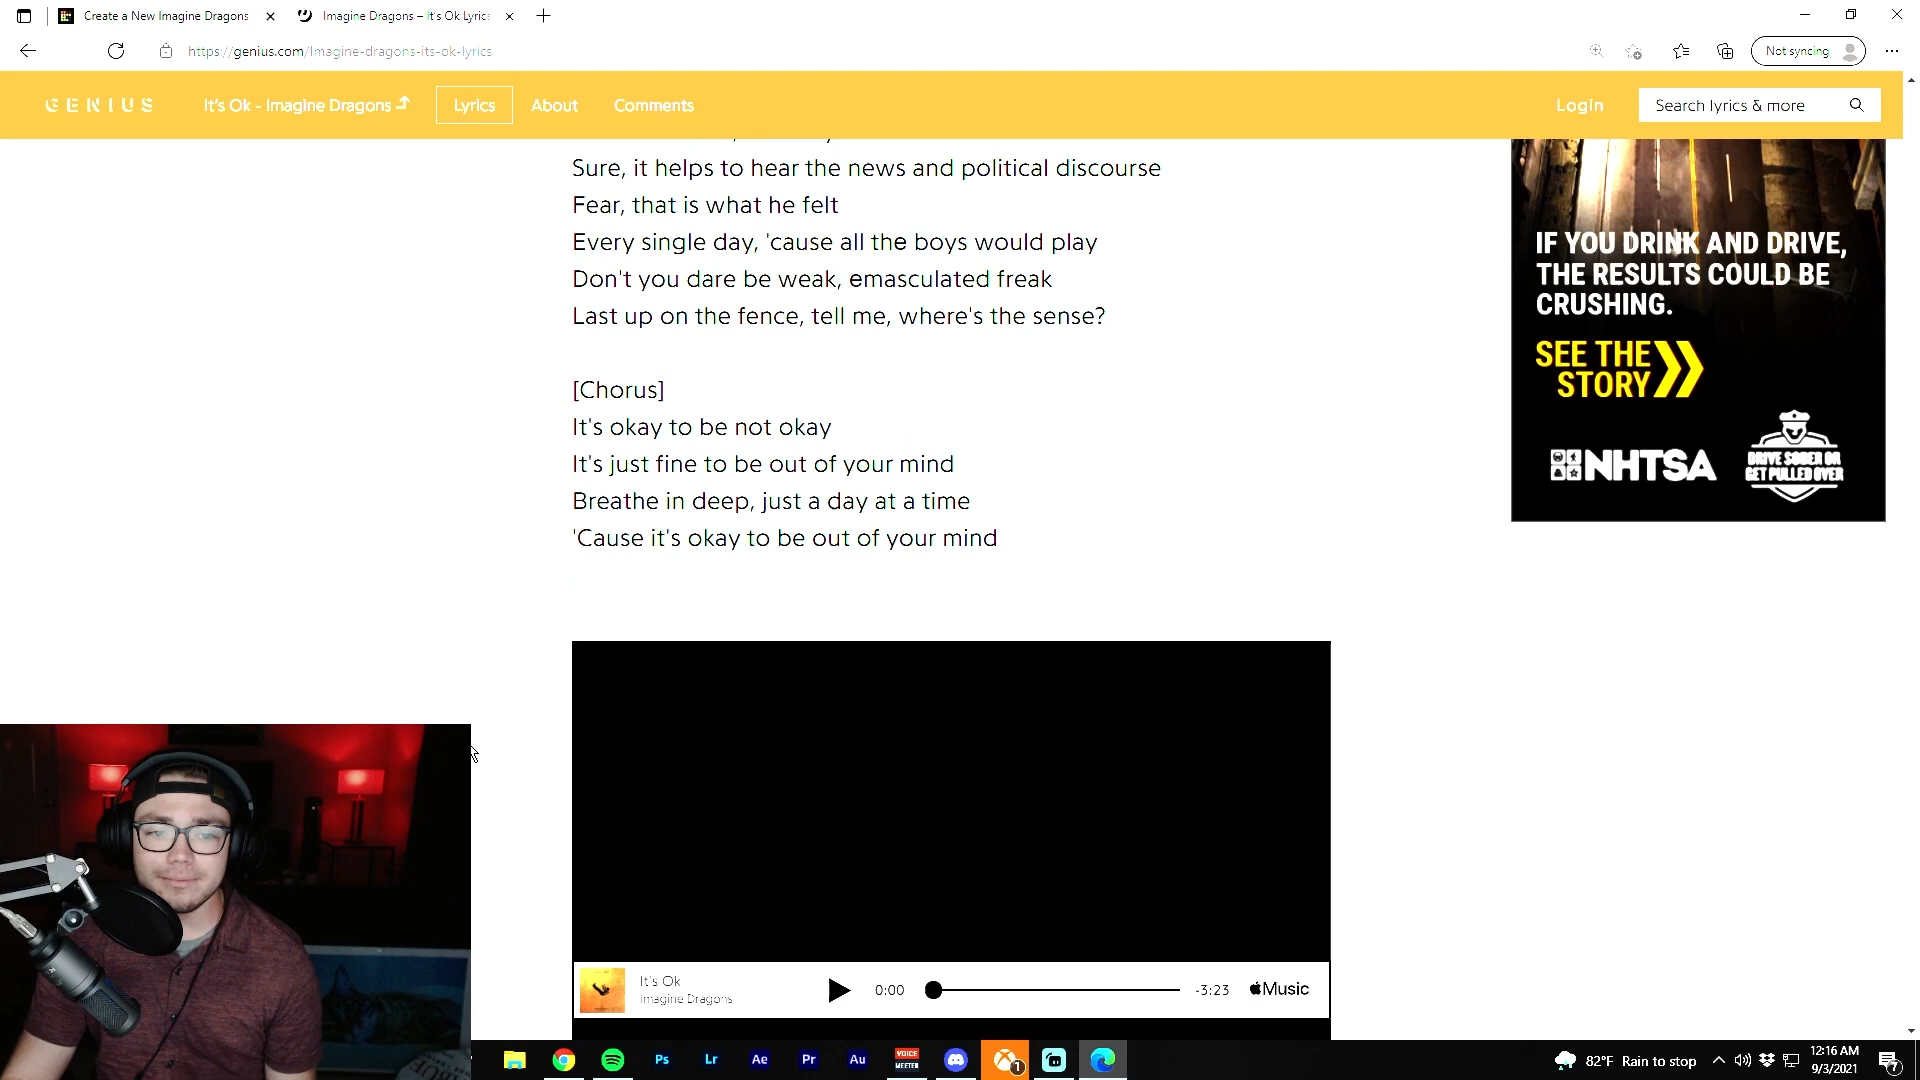 Create a New Imagine Dragons
Imagine Dragons – It's Ok Lyrics
https://genius.com/Imagine-dragons-its-ok-lyrics
Not syncing
GENIUS
It's Ok - Imagine Dragons
Lyrics
About
Comments
Login
Search lyrics & more
Sure, it helps to hear the news and political discourse
Fear, that is what he felt
Every single day, 'cause all the boys would play
Don't you dare be weak, emasculated freak
Last up on the fence, tell me, where's the sense?
[Chorus]
It's okay to be not okay
It's just fine to be out of your mind
Breathe in deep, just a day at a time
'Cause it's okay to be out of your mind
IF YOU DRINK AND DRIVE,
THE RESULTS COULD BE
CRUSHING.
SEE THE
STORY
NHTSA
DRIVE SOBER OR
GET PULLED OVER
It's Ok
Imagine Dragons
0:00
-3:23
Music
Ps
Lr
Ae
Pr
Au
VOICE
MEETER
1
82°F Rain to stop
12:16 AM
9/3/2021
7